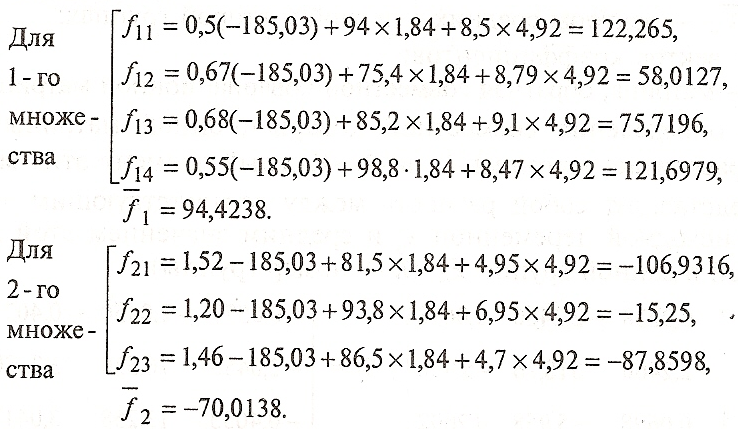 Для 1-го множе-ства
f₁₁ = 0,5(−185,03) + 94 × 1,84 + 8,5 × 4,92 = 122,265,
f₁₂ = 0,67(−185,03) + 75,4 × 1,84 + 8,79 × 4,92 = 58,0127,
f₁₃ = 0,68(−185,03) + 85,2 × 1,84 + 9,1 × 4,92 = 75,7196,
f₁₄ = 0,55(−185,03) + 98,8 · 1,84 + 8,47 × 4,92 = 121,6979,
f̅₁ = 94,4238.
Для 2-го множе-ства
f₂₁ = 1,52 − 185,03 + 81,5 × 1,84 + 4,95 × 4,92 = −106,9316,
f₂₂ = 1,20 − 185,03 + 93,8 × 1,84 + 6,95 × 4,92 = −15,25,
f₂₃ = 1,46 − 185,03 + 86,5 × 1,84 + 4,7 × 4,92 = −87,8598,
f̅₂ = −70,0138.